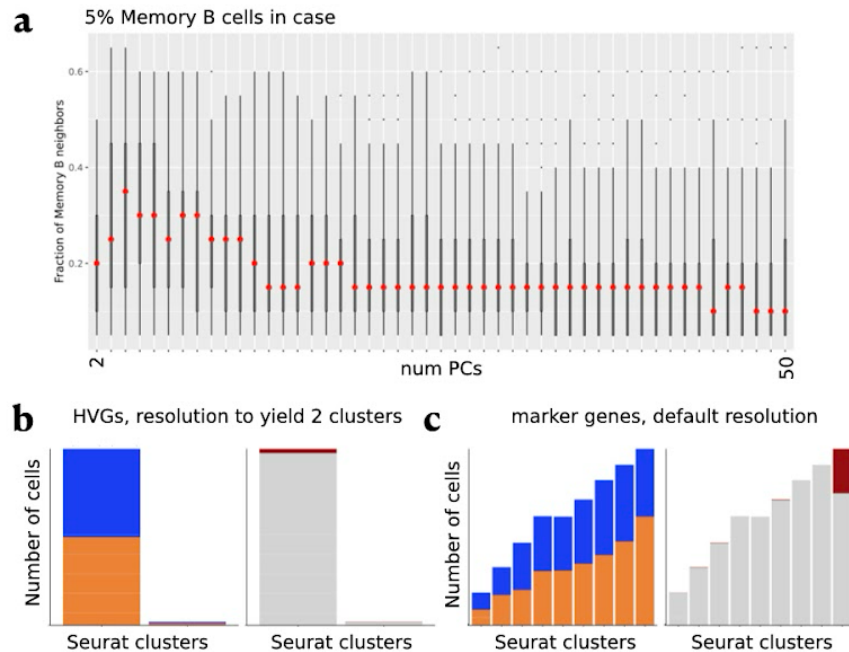 a
5% Memory B cells in case
Fraction of Memory B neighbors
0.6
0.4
0.2
2
num PCs
50
b
HVGs, resolution to yield 2 clusters
Number of cells
Seurat clusters
Seurat clusters
c
marker genes, default resolution
Number of cells
Seurat clusters
Seurat clusters